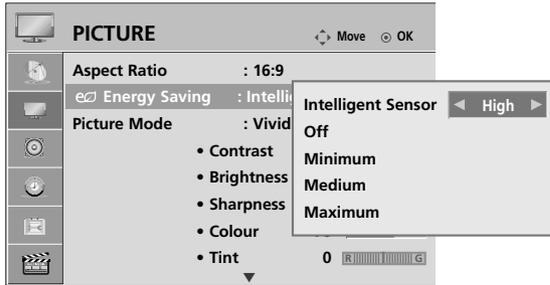 PICTURE
Move OK
Aspect Ratio : 16:9
Energy Saving : Intelli
Picture Mode : Vivid
• Contrast
• Brightness
• Sharpness
• Colour
• Tint 0 R G
Intelligent Sensor High
Off
Minimum
Medium
Maximum